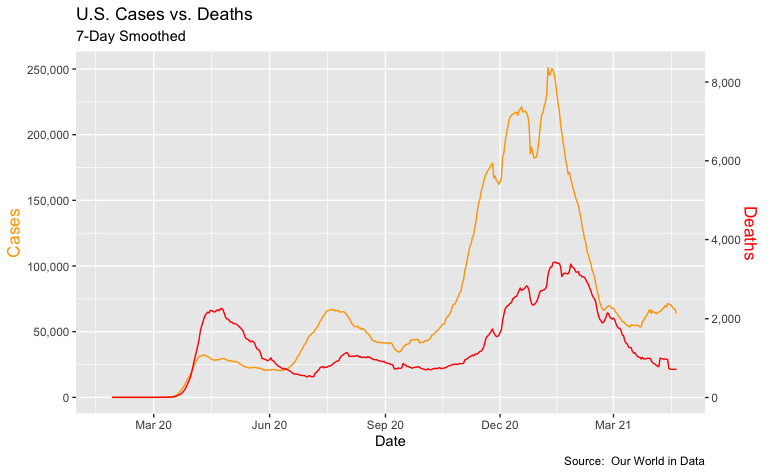 U.S. Cases vs. Deaths
7-Day Smoothed
250,000
200,000
150,000
100,000
50,000
0
Cases
8,000
6,000
4,000
2,000
0
Deaths
Mar 20 Jun 20 Sep 20 Dec 20 Mar 21
Date
Source:  Our World in Data